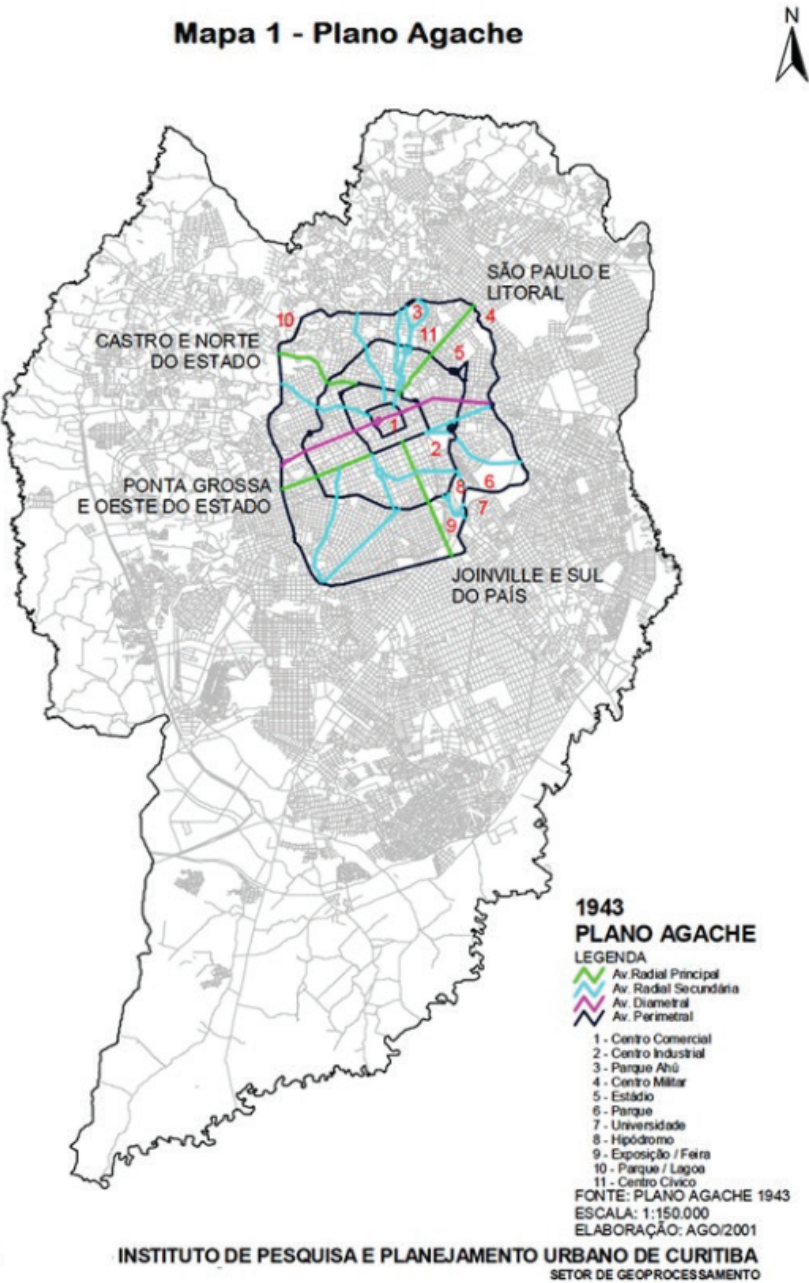 Mapa 1 - Plano Agache
N
SÃO PAULO E
LITORAL
10
3
4
11
CASTRO E NORTE
DO ESTADO
5
1
2
PONTA GROSSA
E OESTE DO ESTADO
8
6
7
9
JOINVILLE E SUL
DO PAÍS
1943
PLANO AGACHE
LEGENDA
Av.Radial Principal
Av. Radial Secundária
Av. Diametral
Av. Perimetral
1 - Centro Comercial
2 - Centro Industrial
3 - Parque Ahú
4 - Centro Militar
5 - Estádio
6 - Parque
7 - Universidade
8 - Hipódromo
9 - Exposição / Feira
10 - Parque / Lagoa
11 - Centro Cívico
FONTE: PLANO AGACHE 1943
ESCALA: 1:150.000
ELABORAÇÃO: AGO/2001
INSTITUTO DE PESQUISA E PLANEJAMENTO URBANO DE CURITIBA
SETOR DE GEOPROCESSAMENTO